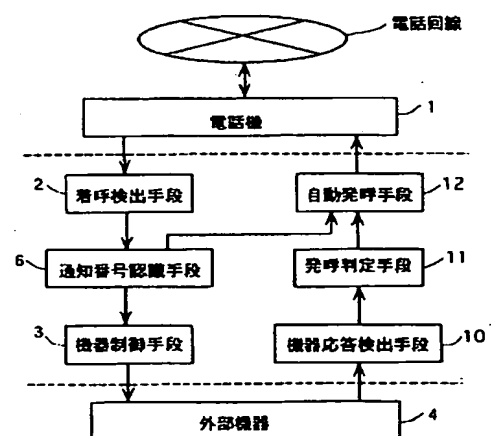 電話回線
1
電話機
2
着呼検出手段
自動発呼手段
12
6
通知番号認識手段
発呼判定手段
11
3
機器制御手段
機器応答検出手段
10
外部機器
4